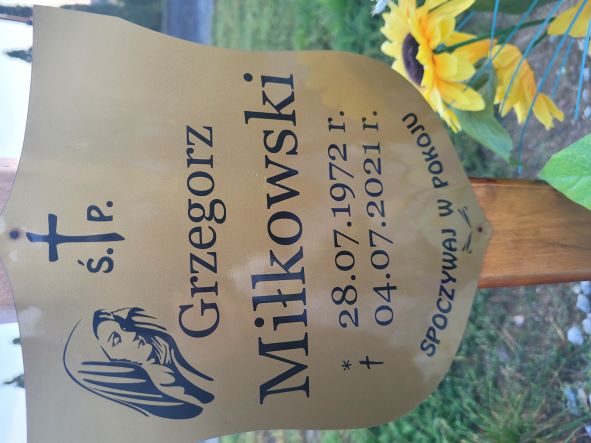 Ś. P.
Grzegorz
Miłkowski
* 28.07.1972 r.
† 04.07.2021 r.
SPOCZYWAJ W POKOJU